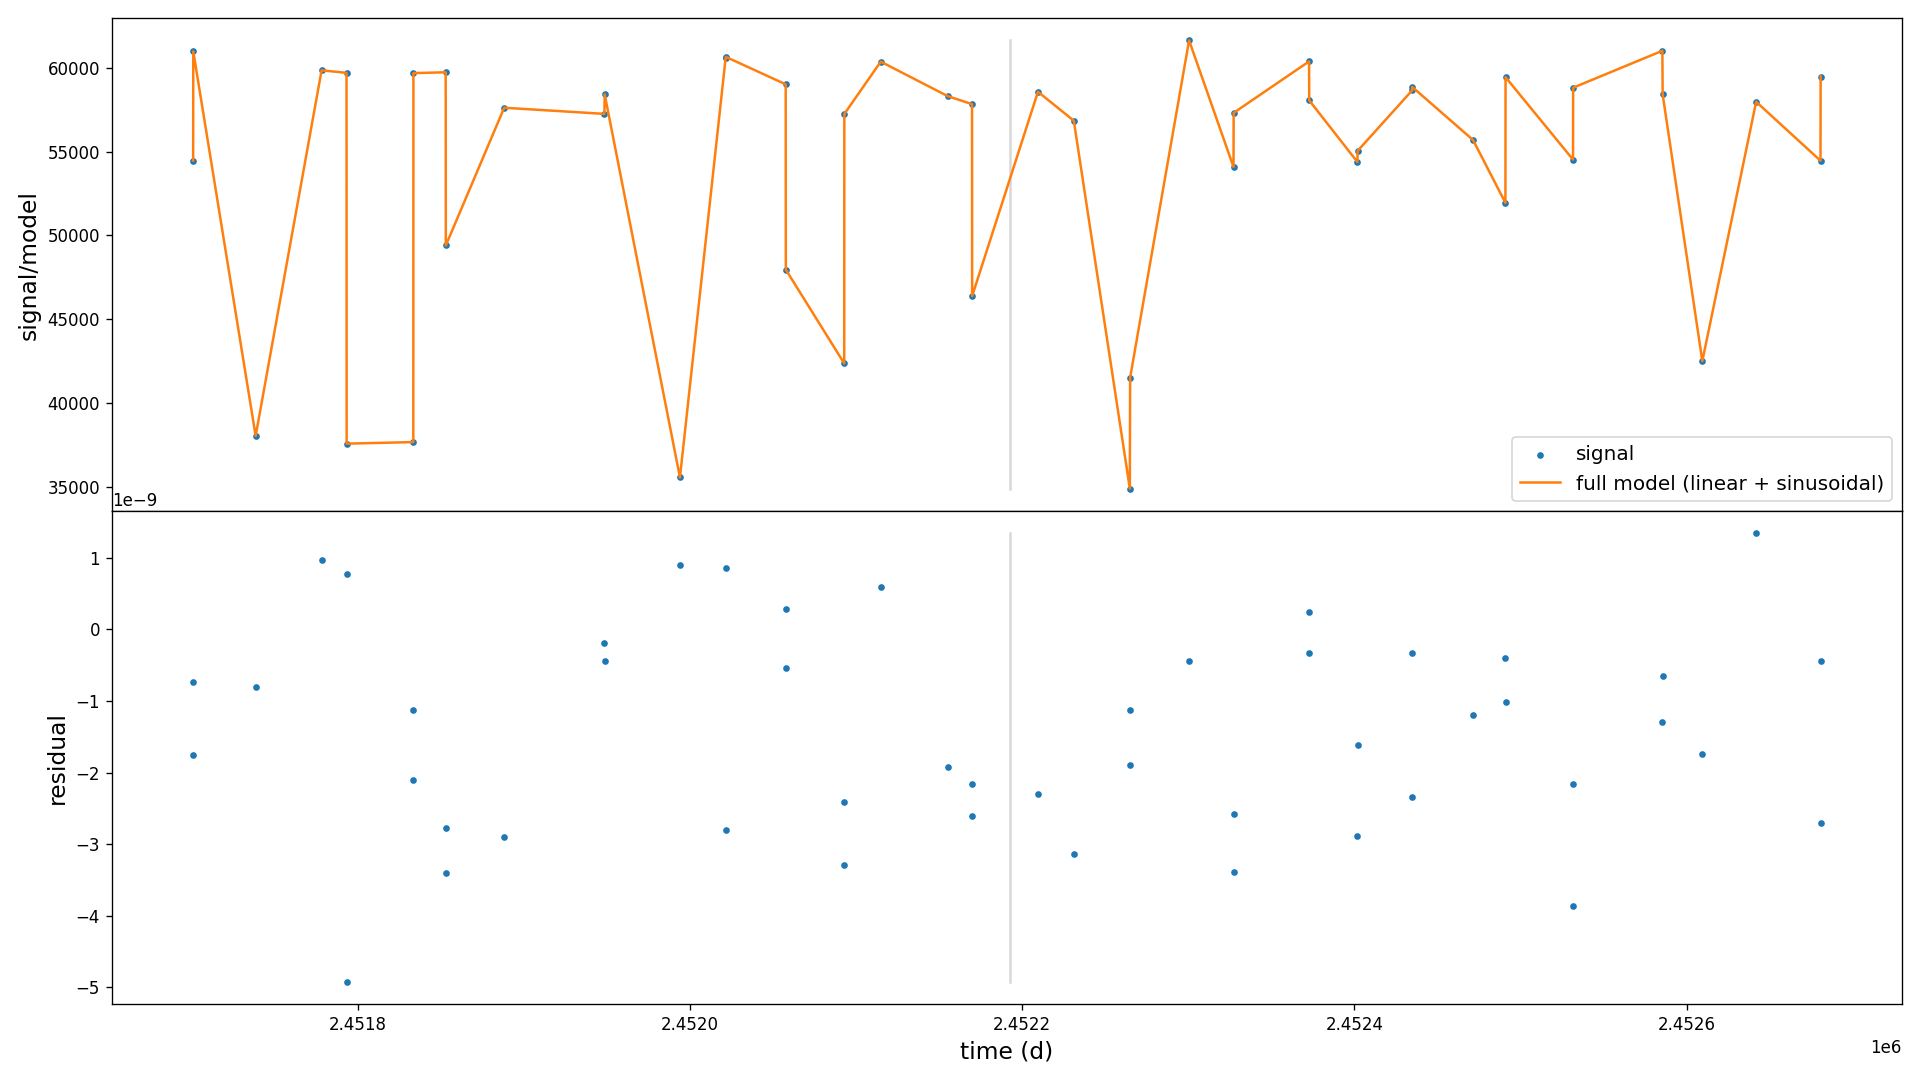 60000
55000
50000
45000
40000
35000
signal/model
signal
full model (linear + sinusoidal)
1e−9
1
0
−1
−2
−3
−4
−5
residual
2.4518
2.4520
2.4522
2.4524
2.4526
time (d)
1e6